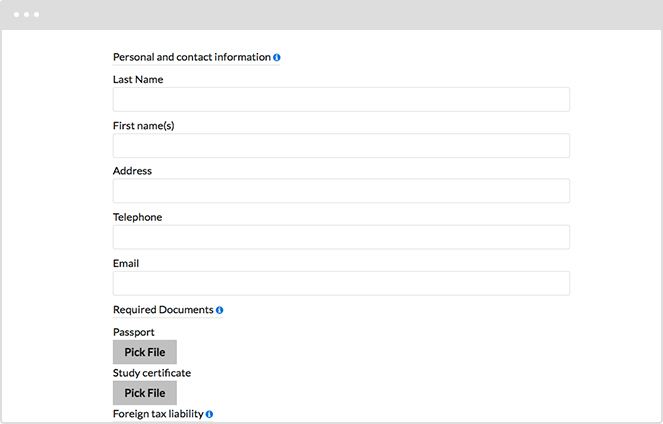 Personal and contact information
Last Name
First name(s)
Address
Telephone
Email
Required Documents
Passport
Pick File
Study certificate
Pick File
Foreign tax liability